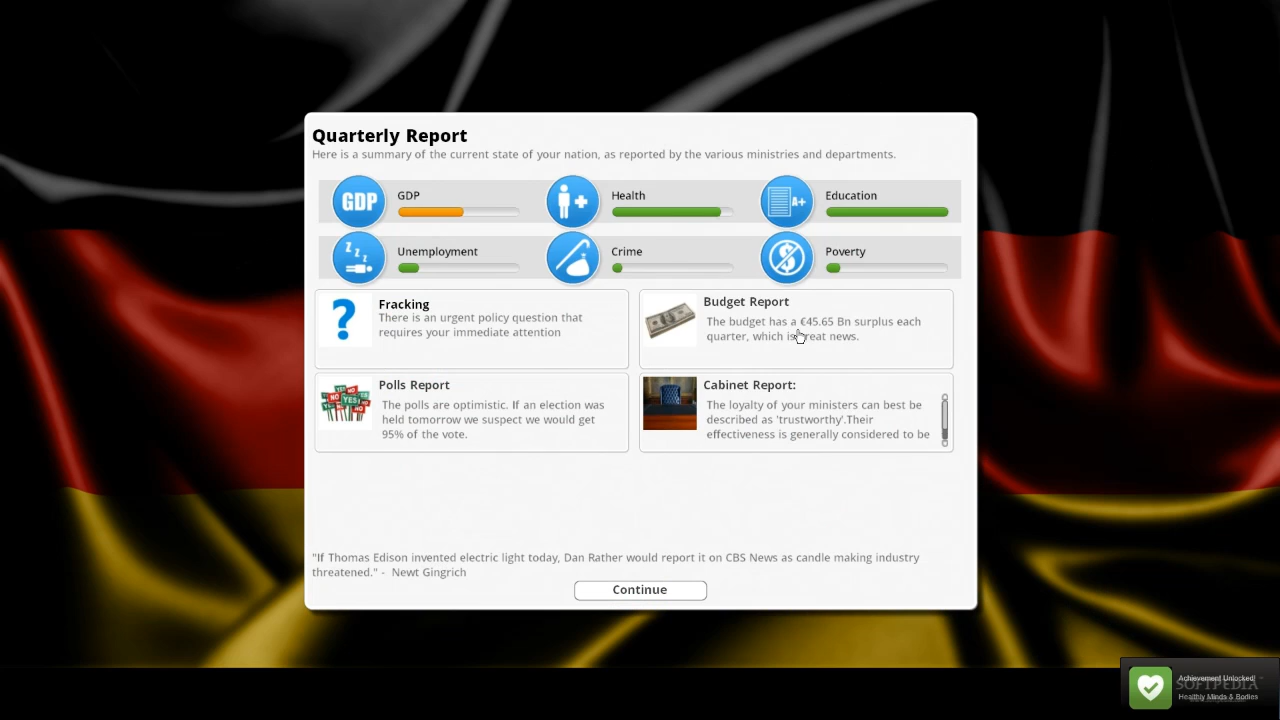 Quarterly Report
Here is a summary of the current state of your nation, as reported by the various ministries and departments.
GDP
GDP
Health
A+
Education
z z z
Unemployment
Crime
$
Poverty
?
Fracking
There is an urgent policy question that
requires your immediate attention
Budget Report
The budget has a €45.65 Bn surplus each
quarter, which is great news.
NO
YES!
NO
Polls Report
The polls are optimistic. If an election was
held tomorrow we suspect we would get
95% of the vote.
Cabinet Report:
The loyalty of your ministers can best be
described as 'trustworthy'.Their
effectiveness is generally considered to be
"If Thomas Edison invented electric light today, Dan Rather would report it on CBS News as candle making industry
threatened." - Newt Gingrich
Continue
Achievement Unlocked!
SOFTPEDIA
Healthy Minds & Bodies